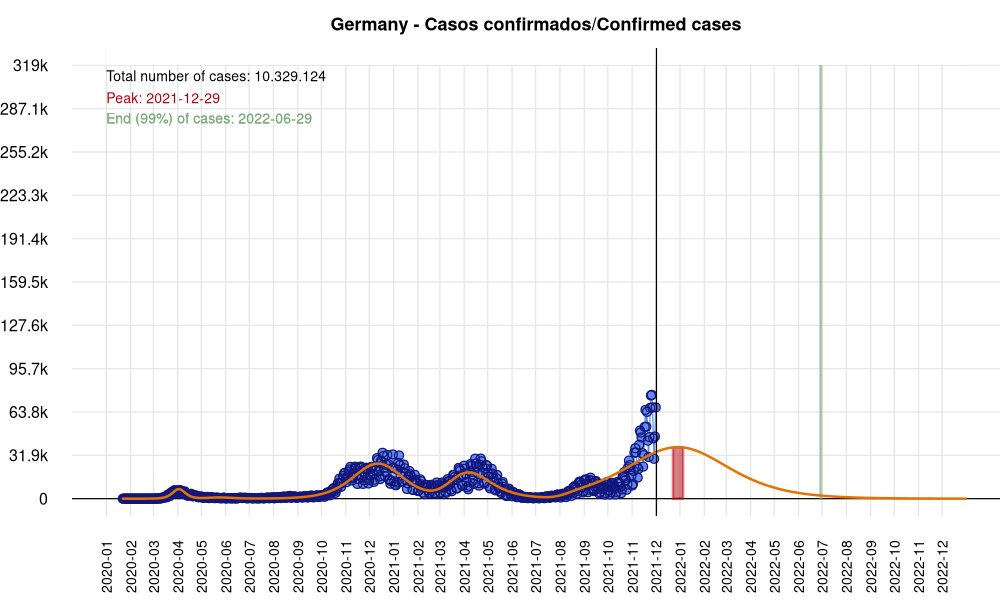 Germany - Casos confirmados/Confirmed cases
319k
Total number of cases: 10.329.124
Peak: 2021-12-29
287.1k
End (99%) of cases: 2022-06-29
255.2k
223.3k
191.4k
159.5k
127.6k
95.7k
63.8k
31.9k
0
2020-01
2020-02
2020-03
2020-04
2020-05
2020-06
2020-07
2020-08
2020-09
2020-10
2020-11
2020-12
2021-01
2021-02
2021-03
2021-04
2021-05
2021-06
2021-07
2021-08
2021-09
2021-10
2021-11
2021-12
2022-01
2022-02
2022-03
2022-04
2022-05
2022-06
2022-07
2022-08
2022-09
2022-10
2022-11
2022-12